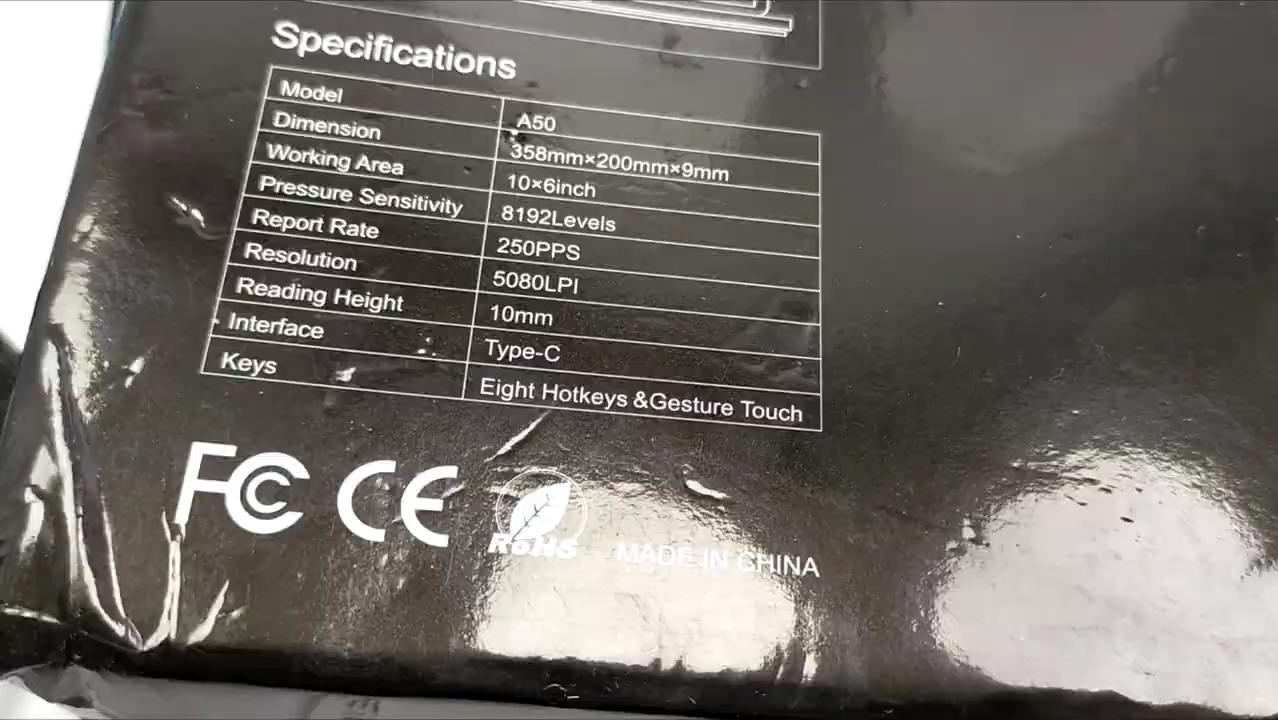 Specifications
Model A50
Dimension 358mm×200mm×9mm
Working Area 10×6inch
Pressure Sensitivity 8192Levels
Report Rate 250PPS
Resolution 5080LPI
Reading Height 10mm
Interface Type-C
Keys Eight Hotkeys &Gesture Touch
FC CE RoHS MADE IN CHINA